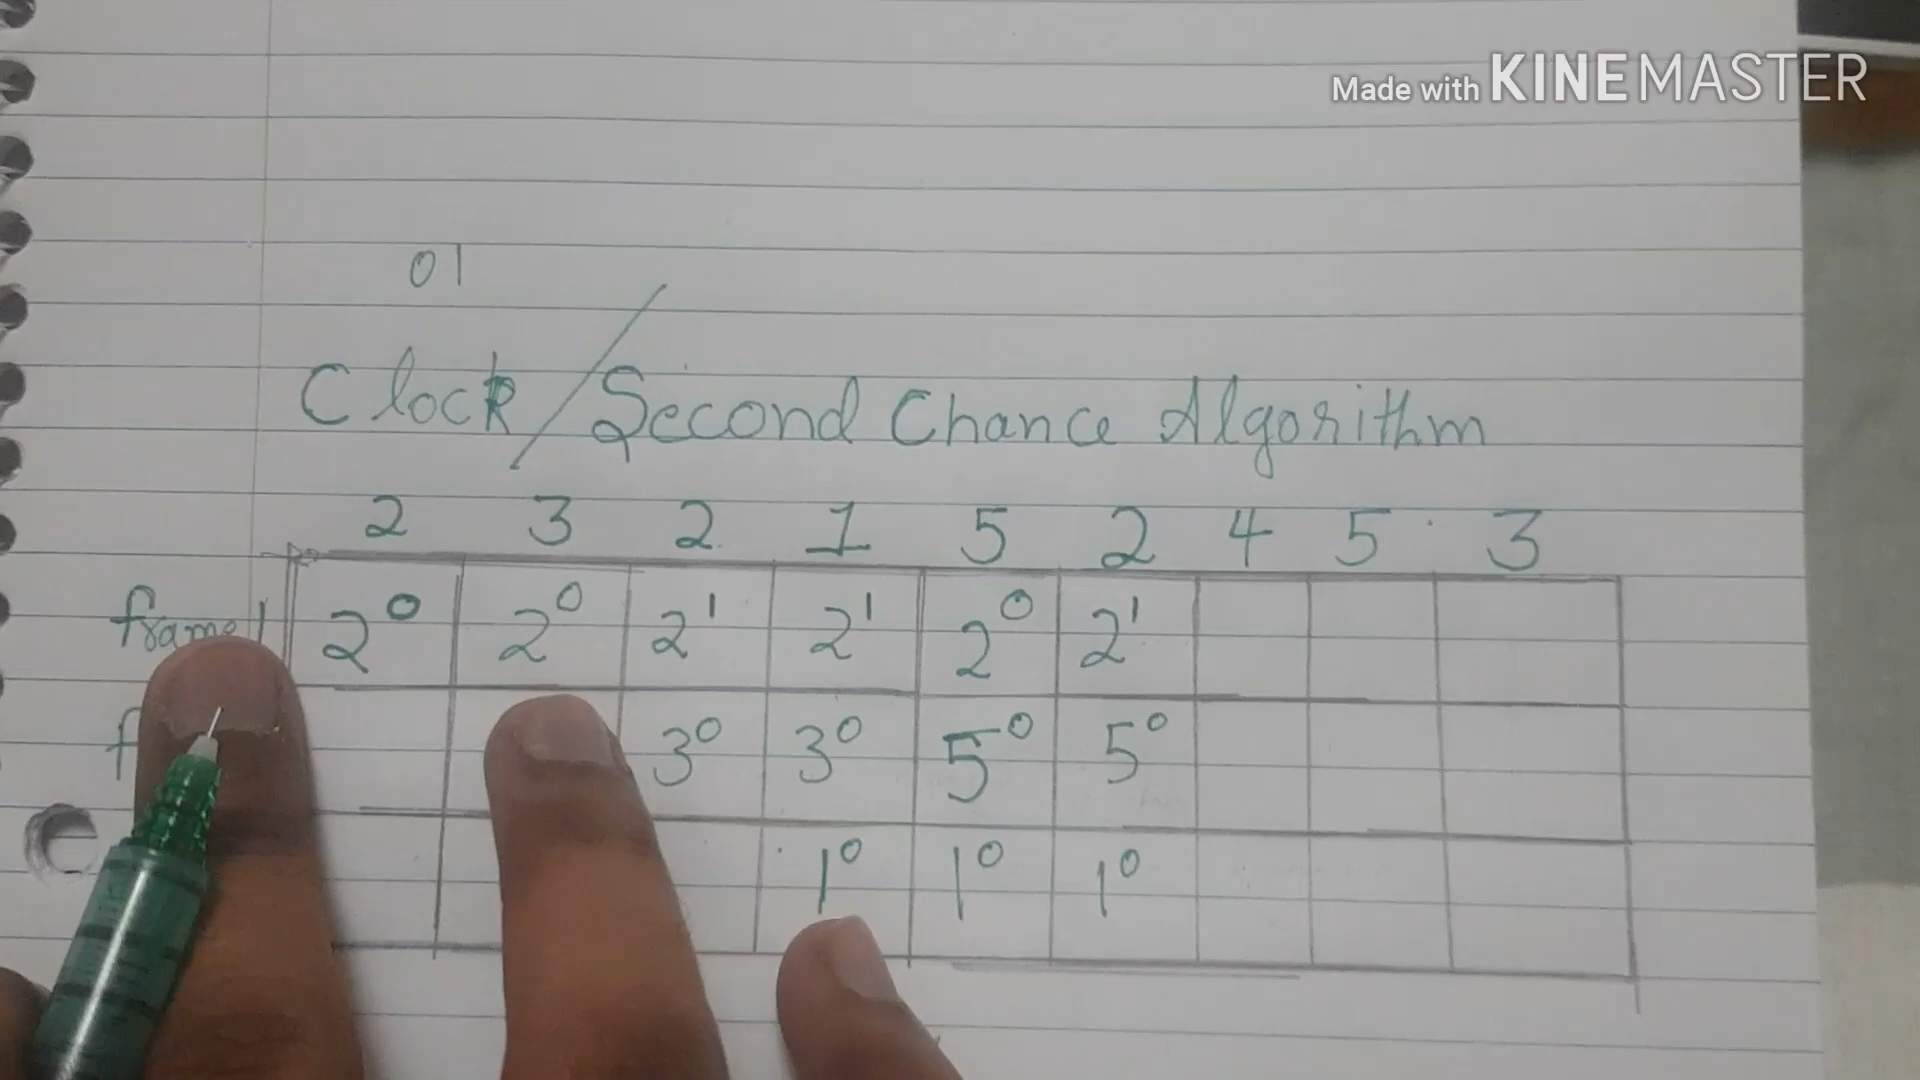 Made with KINEMASTER
01
Clock/Second Chance Algorithm
2 3 2 1 5 2 4 5 3
frame 1 2⁰ 2⁰ 2¹ 2¹ 2⁰ 2¹
f 3⁰ 3⁰ 5⁰ 5⁰
1⁰ 1⁰ 1⁰